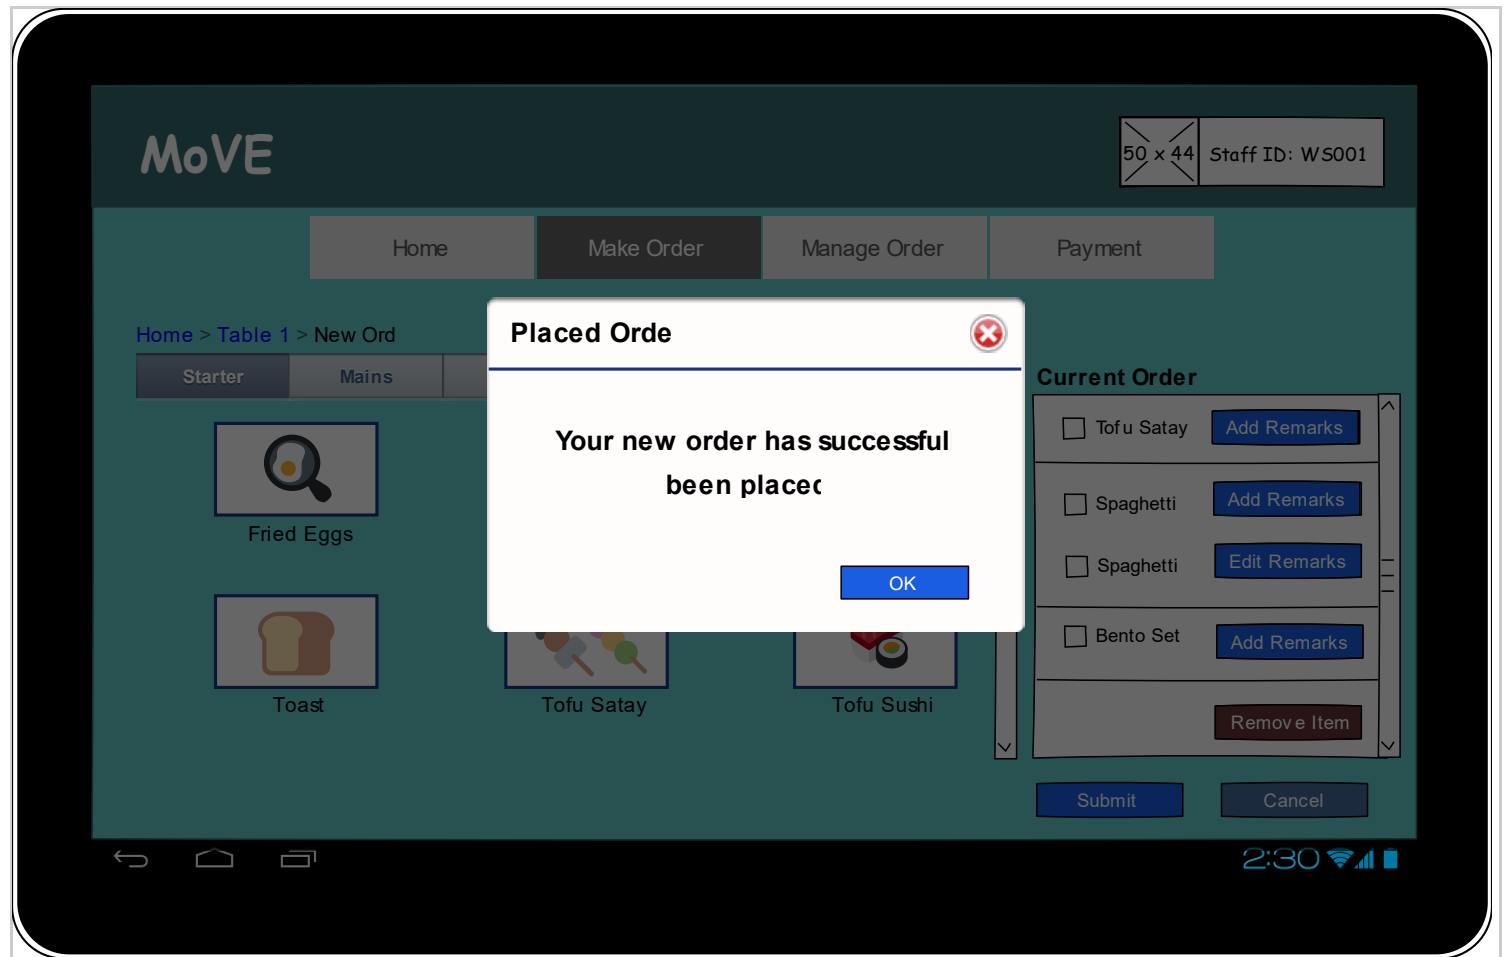 MoVE
50 x 44
Staff ID: WS001
Home
Make Order
Manage Order
Payment
Home > Table 1 > New Ord
Placed Orde
Starter
Mains
Current Order
Your new order has successful
been placed
Tofu Satay
Add Remarks
Spaghetti
Add Remarks
Fried Eggs
Spaghetti
Edit Remarks
OK
Bento Set
Add Remarks
Toast
Tofu Satay
Tofu Sushi
Remove Item
Submit
Cancel
2:30